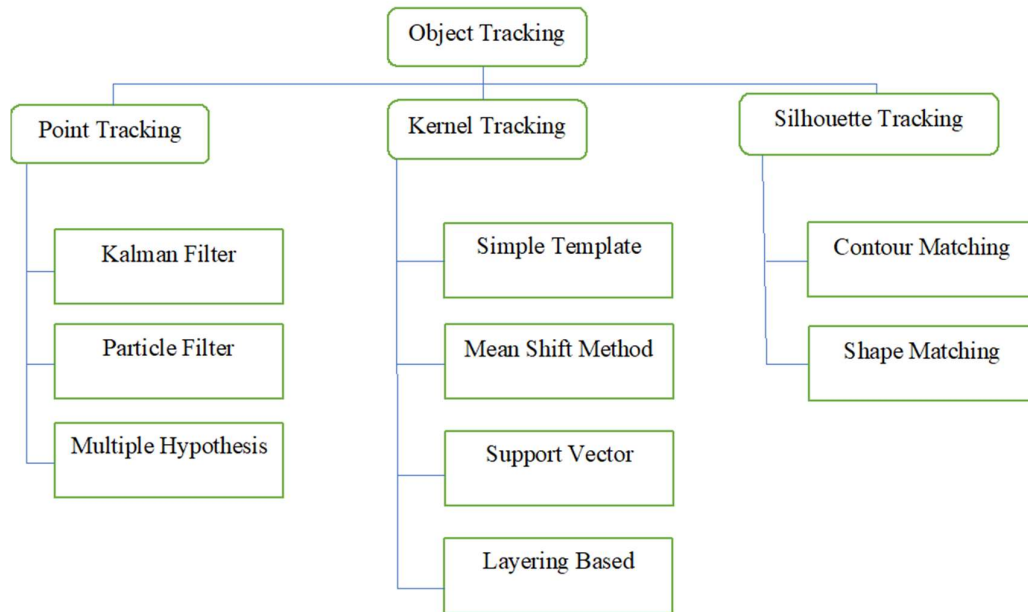 Object Tracking
Point Tracking
Kernel Tracking
Silhouette Tracking
Kalman Filter
Particle Filter
Multiple Hypothesis
Simple Template
Mean Shift Method
Support Vector
Layering Based
Contour Matching
Shape Matching